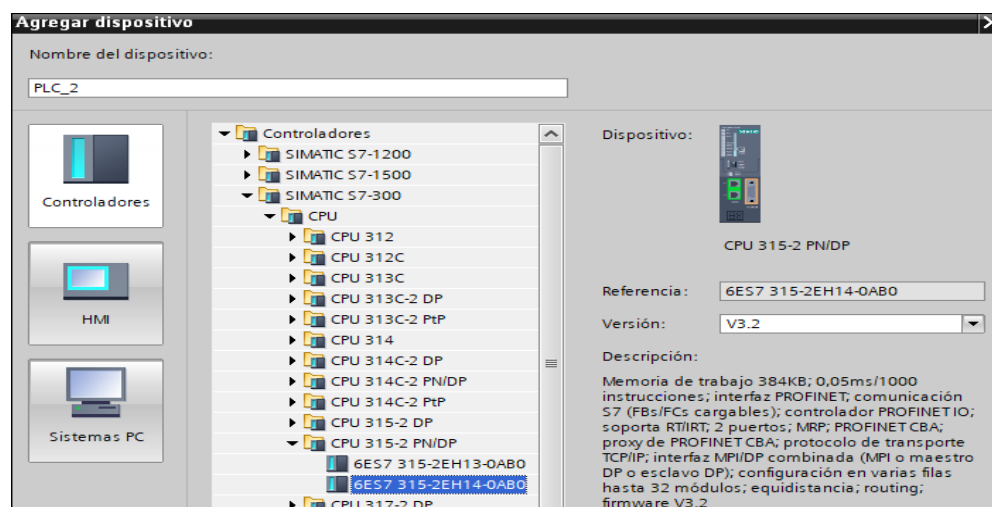 Agregar dispositivo
Nombre del dispositivo:
PLC_2
Controladores
HMI
Sistemas PC
Controladores
SIMATIC S7-1200
SIMATIC S7-1500
SIMATIC S7-300
CPU
CPU 312
CPU 312C
CPU 313C
CPU 313C-2 DP
CPU 313C-2 PtP
CPU 314
CPU 314C-2 DP
CPU 314C-2 PN/DP
CPU 314C-2 PtP
CPU 315-2 DP
CPU 315-2 PN/DP
6ES7 315-2EH13-0AB0
6ES7 315-2EH14-0AB0
CPU 317-2 DP
Dispositivo:
CPU 315-2 PN/DP
Referencia: 6ES7 315-2EH14-0AB0
Versión: V3.2
Descripción:
Memoria de trabajo 384KB; 0,05ms/1000
instrucciones; interfaz PROFINET; comunicación
S7 (FBs/FCs cargables); controlador PROFINET IO;
soporta RT/IRT; 2 puertos; MRP; PROFINET CBA;
proxy de PROFINET CBA; protocolo de transporte
TCP/IP; interfaz MPI/DP combinada (MPI o maestro
DP o esclavo DP); configuración en varias filas
hasta 32 módulos; equidistancia; routing;
firmware V3.2